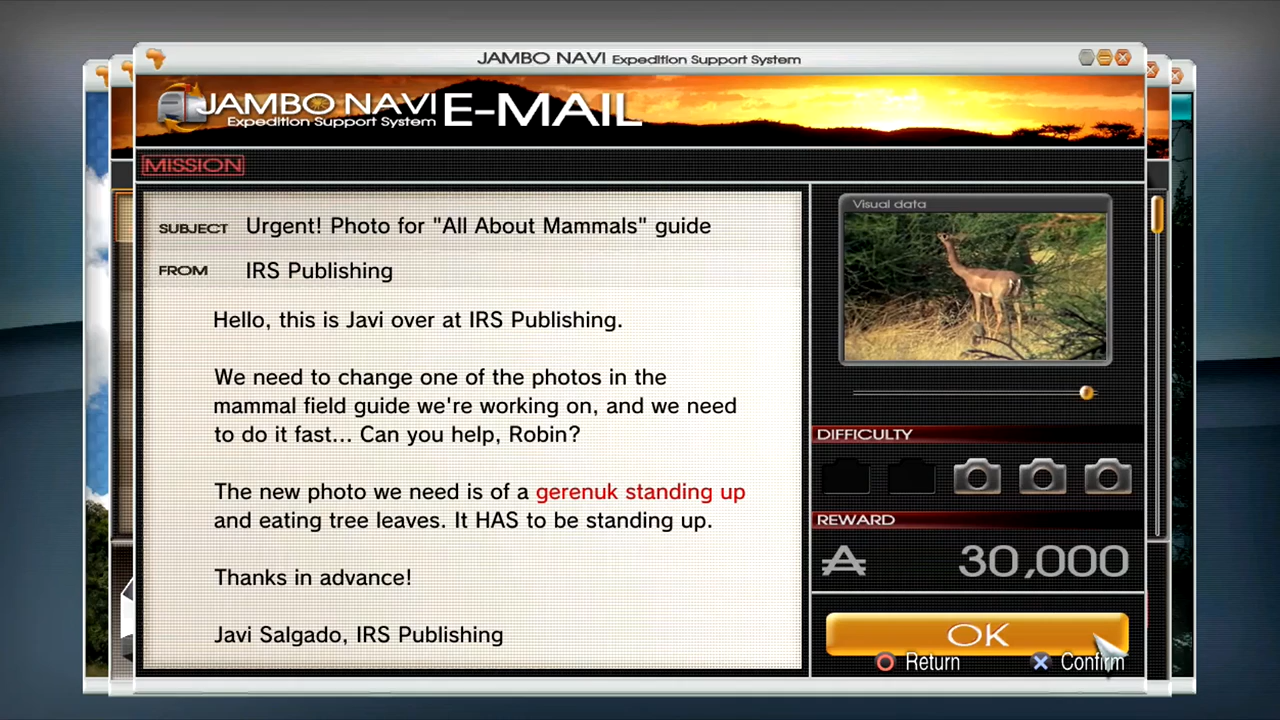 JAMBO NAVI Expedition Support System
JAMBO NAVI E-MAIL
Expedition Support System
MISSION
SUBJECT Urgent! Photo for "All About Mammals" guide
FROM IRS Publishing
Hello, this is Javi over at IRS Publishing.
We need to change one of the photos in the
mammal field guide we're working on, and we need
to do it fast... Can you help, Robin?
The new photo we need is of a gerenuk standing up
and eating tree leaves. It HAS to be standing up.
Thanks in advance!
Javi Salgado, IRS Publishing
Visual data
DIFFICULTY
REWARD
30,000
OK
Return Confirm